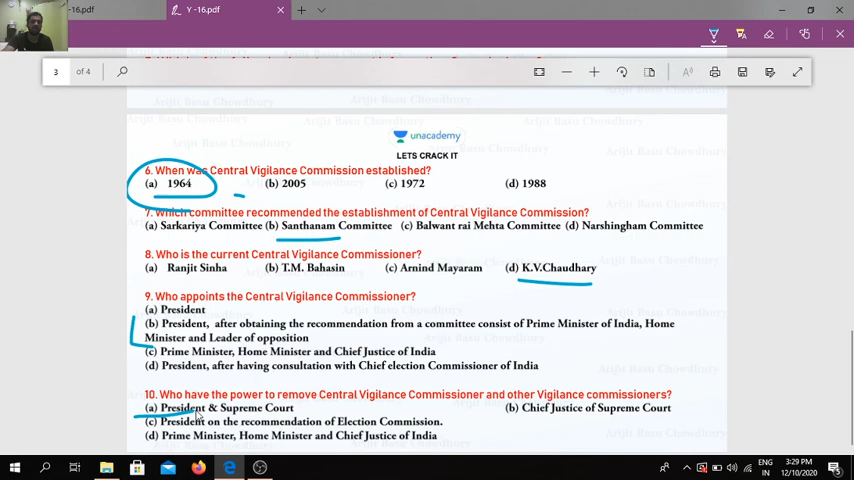 -16.pdf
Y -16.pdf
3 of 4
Arijit Basu Choudhury
unacademy
LETS CRACK IT
6. When was Central Vigilance Commission established?
(a) 1964 (b) 2005 (c) 1972 (d) 1988
7. Which committee recommended the establishment of Central Vigilance Commission?
(a) Sarkariya Committee (b) Santhanam Committee (c) Balwant rai Mehta Committee (d) Narshingham Committee
8. Who is the current Central Vigilance Commissioner?
(a) Ranjit Sinha (b) T.M. Bahasin (c) Arnind Mayaram (d) K.V.Chaudhary
9. Who appoints the Central Vigilance Commissioner?
(a) President
(b) President, after obtaining the recommendation from a committee consist of Prime Minister of India, Home
Minister and Leader of opposition
(c) Prime Minister, Home Minister and Chief Justice of India
(d) President, after having consultation with Chief election Commissioner of India
10. Who have the power to remove Central Vigilance Commissioner and other Vigilance commissioners?
(a) President & Supreme Court (b) Chief Justice of Supreme Court
(c) President on the recommendation of Election Commission.
(d) Prime Minister, Home Minister and Chief Justice of India
ENG
IN
3:29 PM
12/10/2020